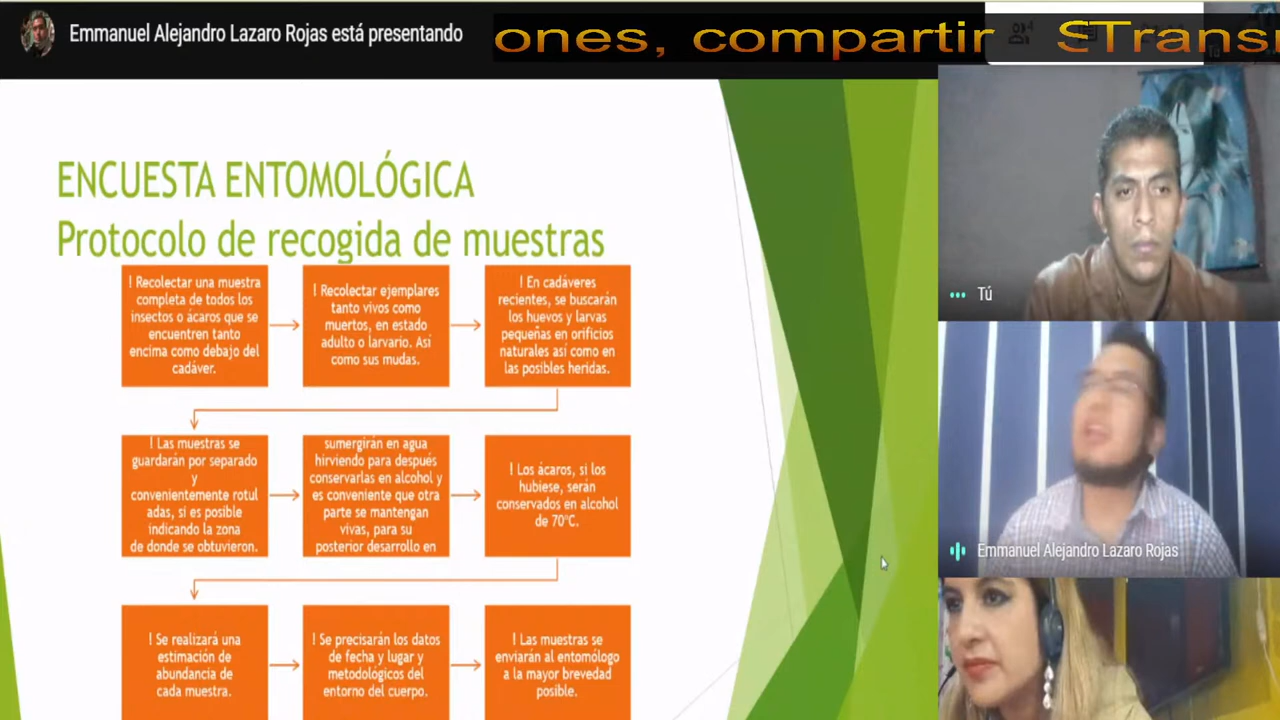 Emmanuel Alejandro Lazaro Rojas está presentando
ones, compartir STrans
ENCUESTA ENTOMOLÓGICA
Protocolo de recogida de muestras
! Recolectar una muestra
completa de todos los
insectos o ácaros que se
encuentren tanto
encima como debajo del
cadáver.
! Recolectar ejemplares
tanto vivos como
muertos, en estado
adulto o larvario. Así
como sus mudas.
! En cadáveres
recientes, se buscarán
los huevos y larvas
pequeñas en orificios
naturales así como en
las posibles heridas.
! Las muestras se
guardarán por separado
y
convenientemente rotul
adas, si es posible
indicando la zona
de donde se obtuvieron.
sumergirán en agua
hirviendo para después
conservarlas en alcohol y
es conveniente que otra
parte se mantengan
vivas, para su
posterior desarrollo en
! Los ácaros, si los
hubiese, serán
conservados en alcohol
de 70°C.
! Se realizará una
estimación de
abundancia de
cada muestra.
! Se precisarán los datos
de fecha y lugar y
metodológicos del
entorno del cuerpo.
! Las muestras se
enviarán al entomólogo
a la mayor brevedad
posible.
Tú
Tú
Emmanuel Alejandro Lazaro Rojas